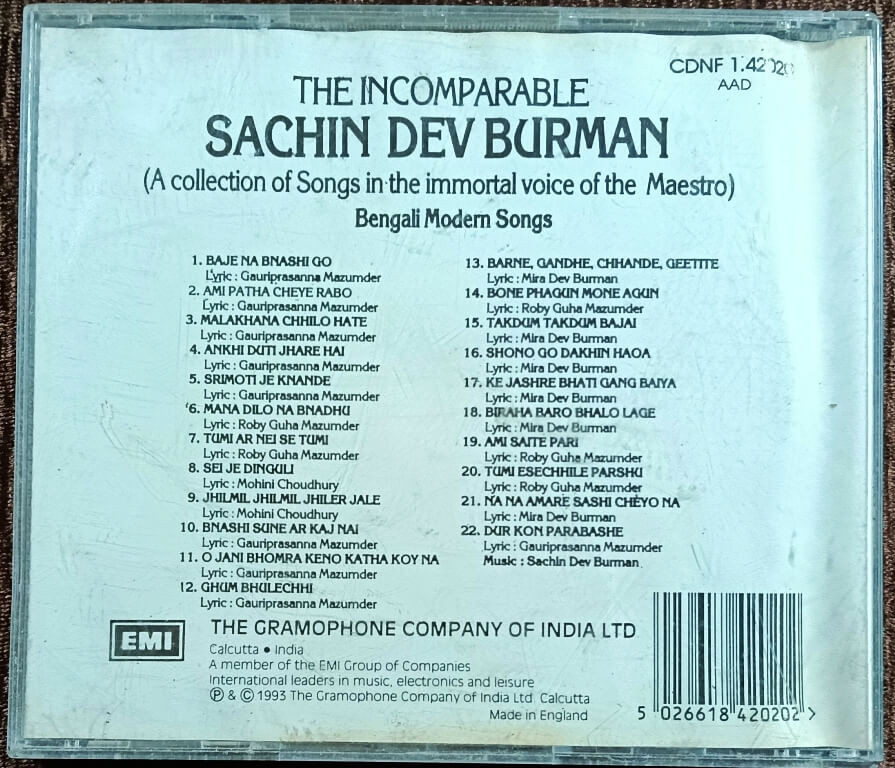 CDNF 1.42020
AAD
THE INCOMPARABLE
SACHIN DEV BURMAN
(A collection of Songs in the immortal voice of the Maestro)
Bengali Modern Songs
1. BAJE NA BNASHI GO
Lyric : Gauriprasanna Mazumder
2. AMI PATHA CHEYE RABO
Lyric : Gauriprasanna Mazumder
3. MALAKHANA CHHILO HATE
Lyric : Gauriprasanna Mazumder
4. ANKHI DUTI JHARE HAI
Lyric : Gauriprasanna Mazumder
5. SRIMOTI JE KNANDE
Lyric : Gauriprasanna Mazumder
6. MANA DILO NA BNADHU
Lyric : Roby Guha Mazumder
7. TUMI AR NEI SE TUMI
Lyric : Roby Guha Mazumder
8. SEI JE DINGULI
Lyric : Mohini Choudhury
9. JHILMIL JHILMIL JHILER JALE
Lyric : Mohini Choudhury
10. BNASHI SUNE AR KAJ NAI
Lyric : Gauriprasanna Mazumder
11. O JANI BHOMRA KENO KATHA KOY NA
Lyric : Gauriprasanna Mazumder
12. GHUM BHULECHHI
Lyric : Gauriprasanna Mazumder
13. BARNE, GANDHE, CHHANDE, GEETITE
Lyric : Mira Dev Burman
14. BONE PHAGUN MONE AGUN
Lyric : Roby Guha Mazumder
15. TAKDUM TAKDUM BAJAI
Lyric : Mira Dev Burman
16. SHONO GO DAKHIN HAOA
Lyric : Mira Dev Burman
17. KE JASHRE BHATI GANG BAIYA
Lyric : Mira Dev Burman
18. BIRAHA BARO BHALO LAGE
Lyric : Mira Dev Burman
19. AMI SAITE PARI
Lyric : Roby Guha Mazumder
20. TUMI ESECHHILE PARSHU
Lyric : Roby Guha Mazumder
21. NA NA AMARE SASHI CHEYO NA
Lyric : Mira Dev Burman
22. DUR KON PARABASHE
Lyric : Gauriprasanna Mazumder
Music : Sachin Dev Burman
EMI
THE GRAMOPHONE COMPANY OF INDIA LTD
Calcutta • India
A member of the EMI Group of Companies
International leaders in music, electronics and leisure
℗ & © 1993 The Gramophone Company of India Ltd. Calcutta
Made in England
5 026618 420202 >